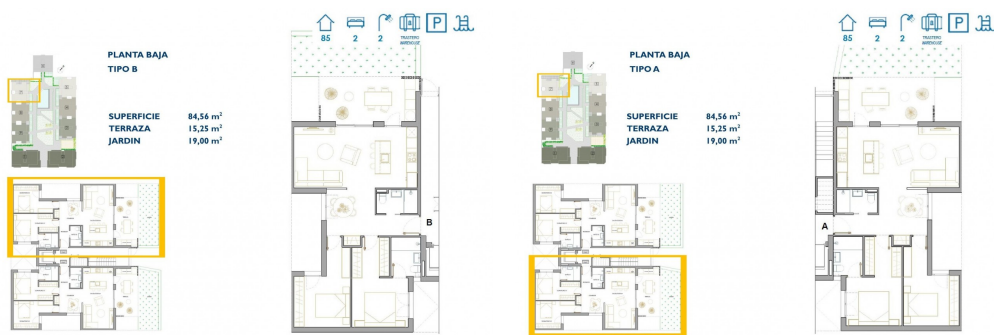 85
2
2
TRASTERO
WAREHOUSE
P
PLANTA BAJA
TIPO B
SUPERFICIE 84,56 m²
TERRAZA 15,25 m²
JARDIN 19,00 m²
B
85
2
2
TRASTERO
WAREHOUSE
P
PLANTA BAJA
TIPO A
SUPERFICIE 84,56 m²
TERRAZA 15,25 m²
JARDIN 19,00 m²
A